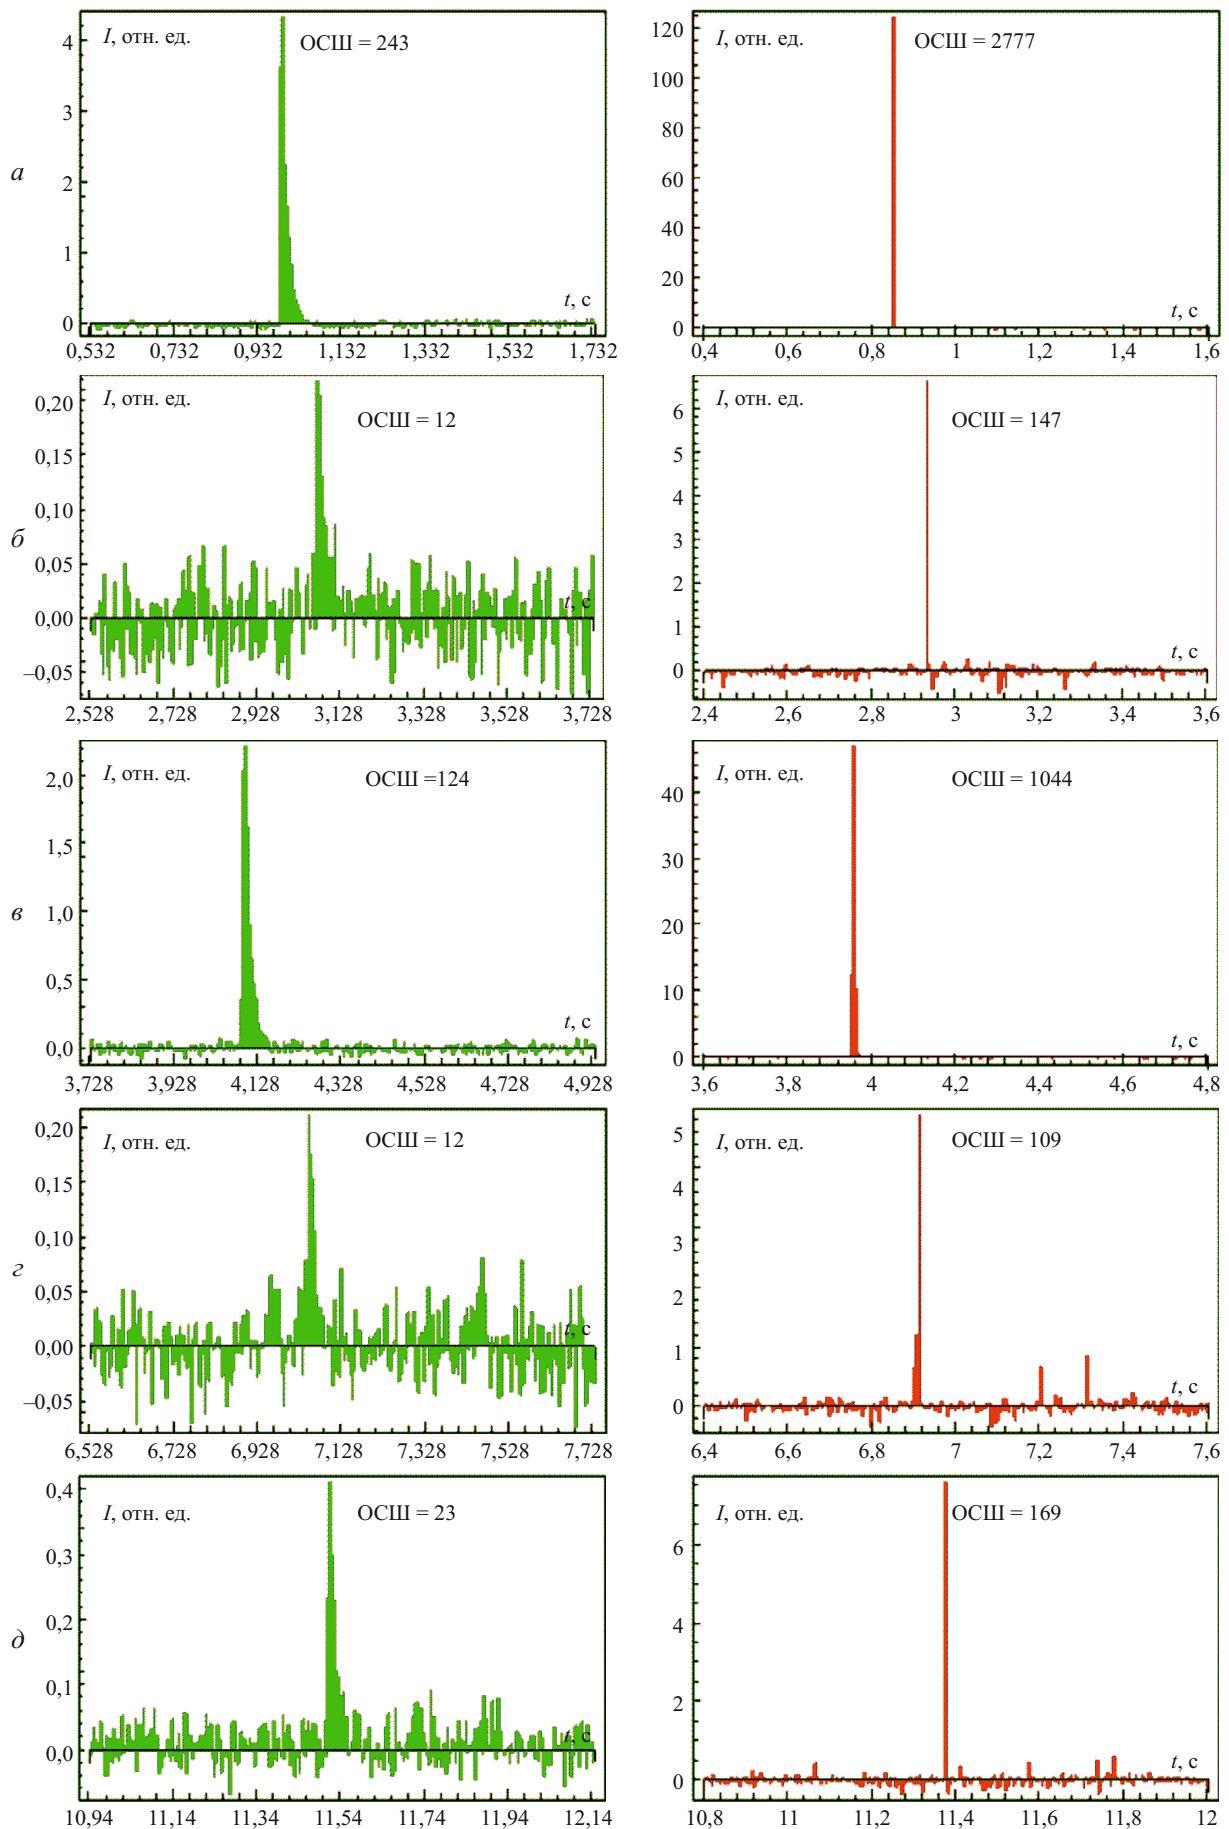 I, отн. ед.
ОСШ = 243
4
3
2
1
0
t, с
0,532 0,732 0,932 1,132 1,332 1,532 1,732
а
I, отн. ед.
ОСШ = 2777
120
100
80
60
40
20
0
t, с
0,4 0,6 0,8 1 1,2 1,4 1,6
I, отн. ед.
ОСШ = 12
0,20
0,15
0,10
0,05
0,00
–0,05
t, с
2,528 2,728 2,928 3,128 3,328 3,528 3,728
б
I, отн. ед.
ОСШ = 147
6
5
4
3
2
1
0
t, с
2,4 2,6 2,8 3 3,2 3,4 3,6
I, отн. ед.
ОСШ =124
2,0
1,5
1,0
0,5
0,0
t, с
3,728 3,928 4,128 4,328 4,528 4,728 4,928
в
I, отн. ед.
ОСШ = 1044
40
30
20
10
0
t, с
3,6 3,8 4 4,2 4,4 4,6 4,8
I, отн. ед.
ОСШ = 12
0,20
0,15
0,10
0,05
0,00
–0,05
t, с
6,528 6,728 6,928 7,128 7,328 7,528 7,728
г
I, отн. ед.
ОСШ = 109
5
4
3
2
1
0
t, с
6,4 6,6 6,8 7 7,2 7,4 7,6
I, отн. ед.
ОСШ = 23
0,4
0,3
0,2
0,1
0,0
t, с
10,94 11,14 11,34 11,54 11,74 11,94 12,14
д
I, отн. ед.
ОСШ = 169
6
4
2
0
t, с
10,8 11 11,2 11,4 11,6 11,8 12